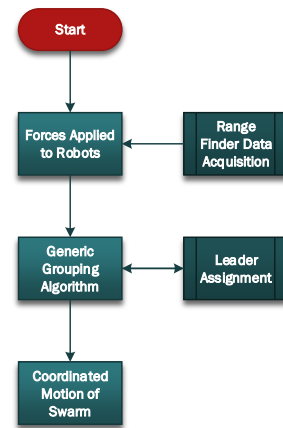 Start
Forces Applied
to Robots
Range
Finder Data
Acquisition
Generic
Grouping
Algorithm
Leader
Assignment
Coordinated
Motion of
Swarm